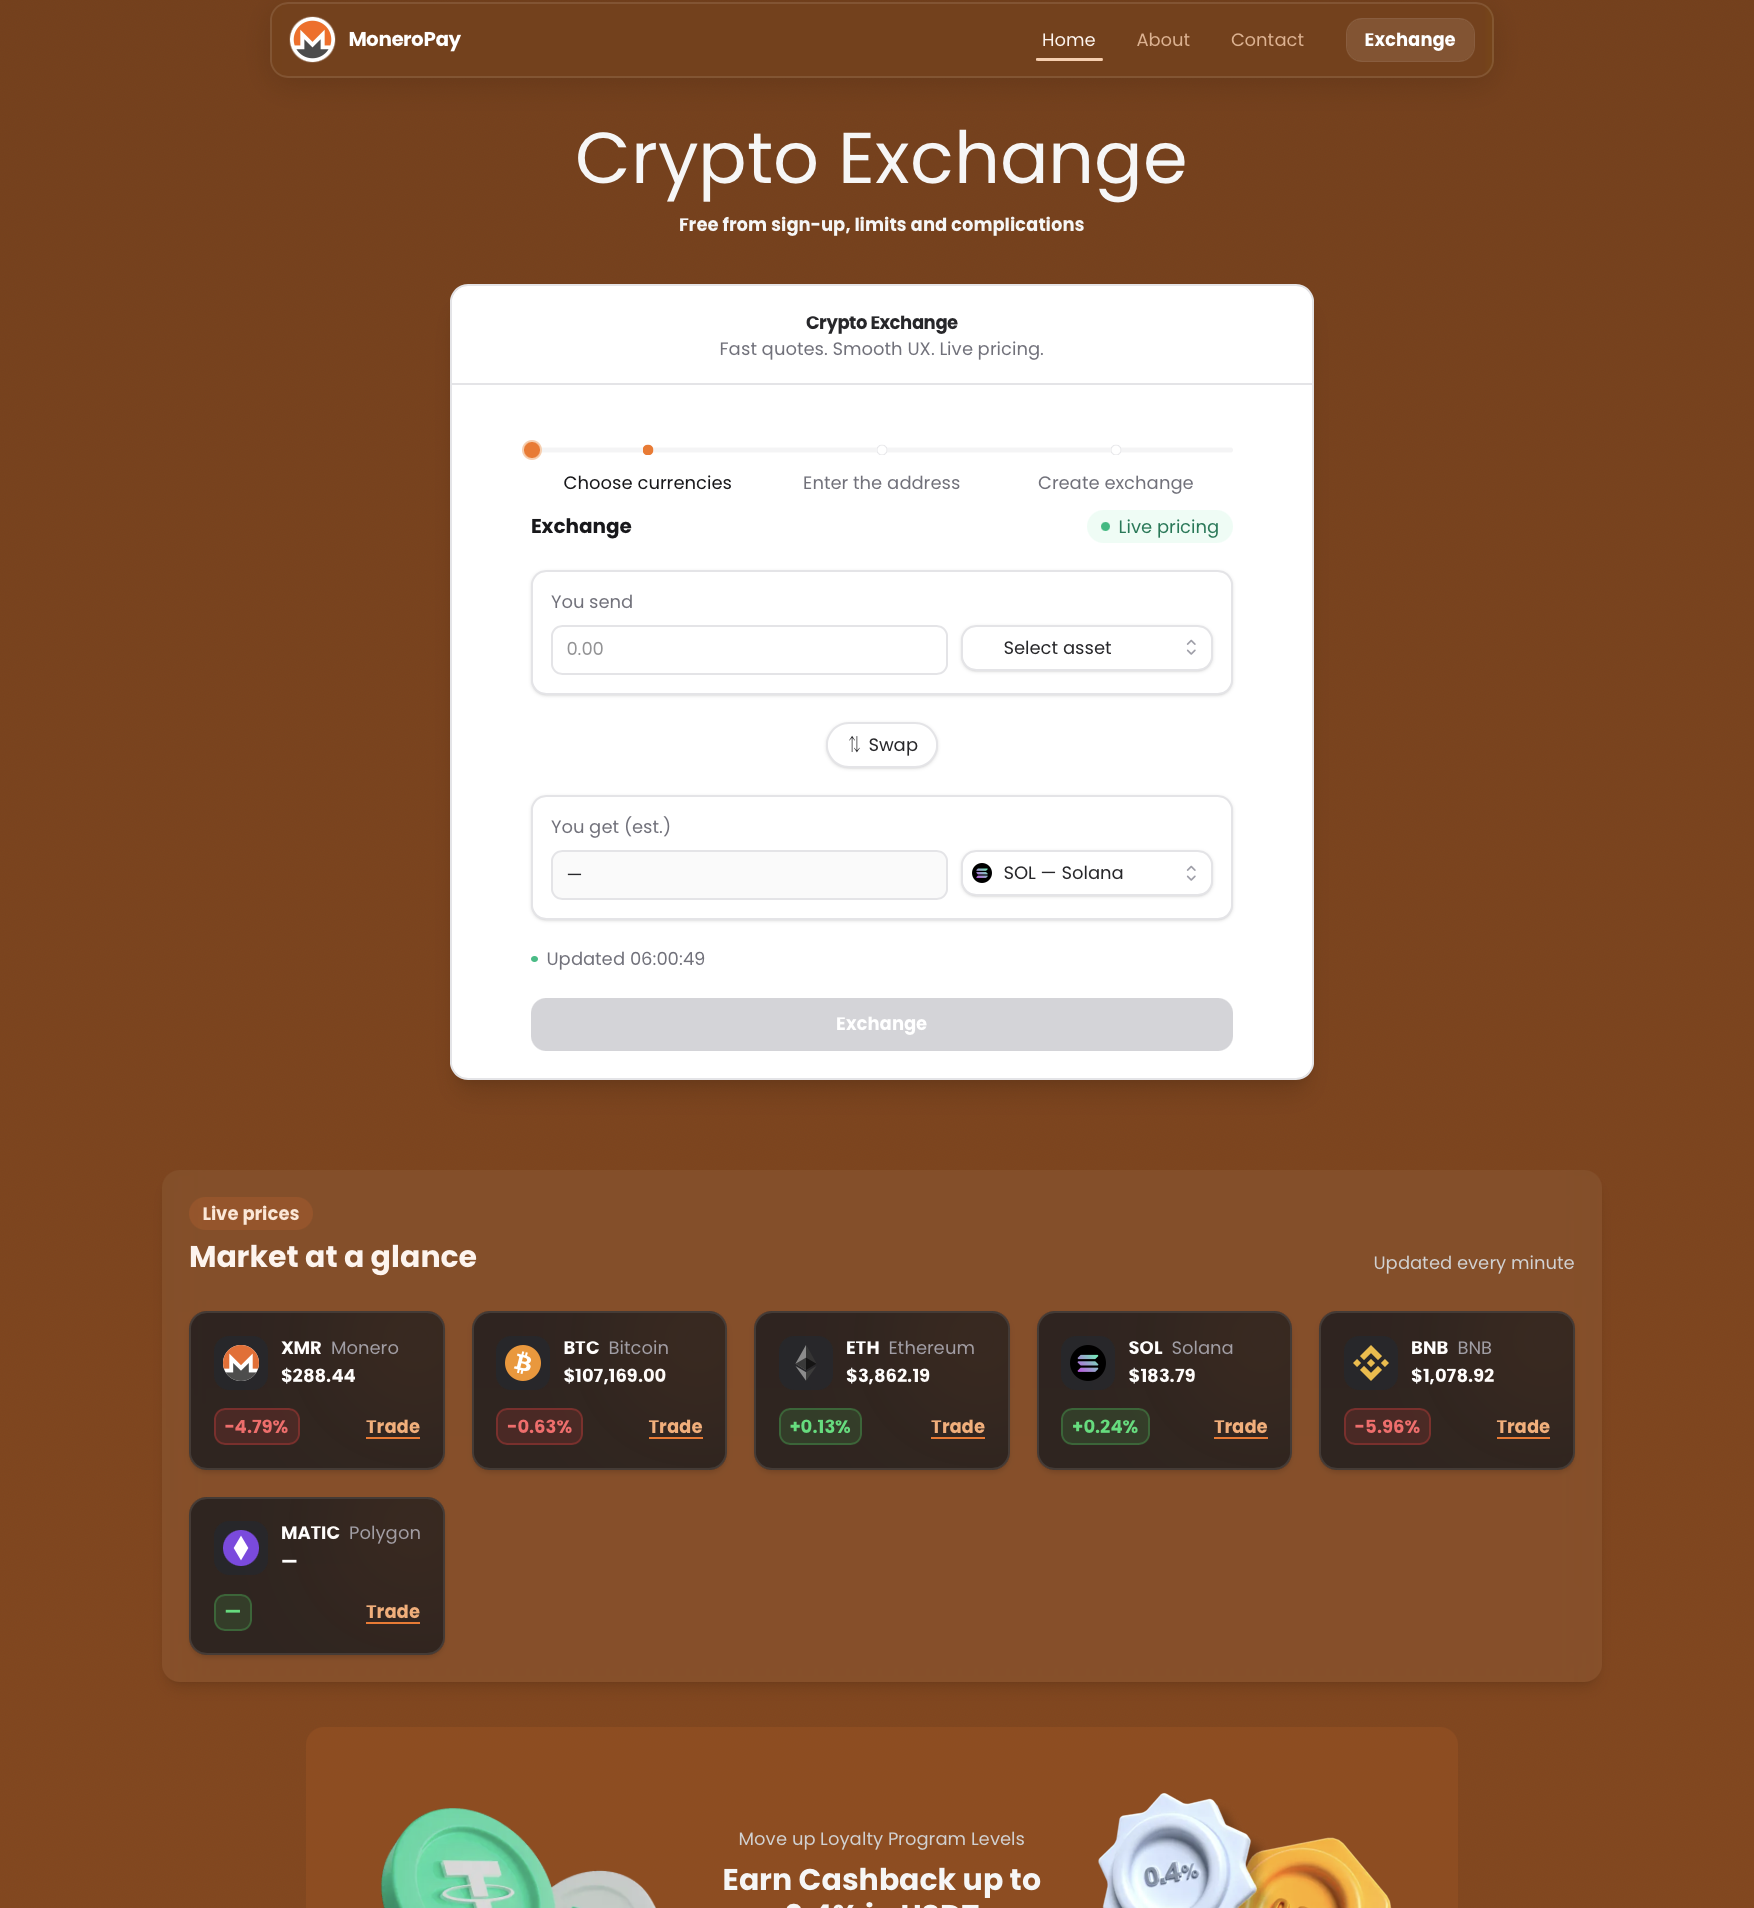 MoneroPay
Home About Contact Exchange
Crypto Exchange
Free from sign-up, limits and complications
Crypto Exchange
Fast quotes. Smooth UX. Live pricing.
Choose currencies Enter the address Create exchange
Exchange Live pricing
You send
0.00 Select asset
⇅ Swap
You get (est.)
— SOL — Solana
Updated 06:00:49
Exchange
Live prices
Market at a glance
Updated every minute
XMR Monero
$288.44
-4.79% Trade
BTC Bitcoin
$107,169.00
-0.63% Trade
ETH Ethereum
$3,862.19
+0.13% Trade
SOL Solana
$183.79
+0.24% Trade
BNB BNB
$1,078.92
-5.96% Trade
MATIC Polygon
—
— Trade
Move up Loyalty Program Levels
Earn Cashback up to
0.4% in USDT
0.4%